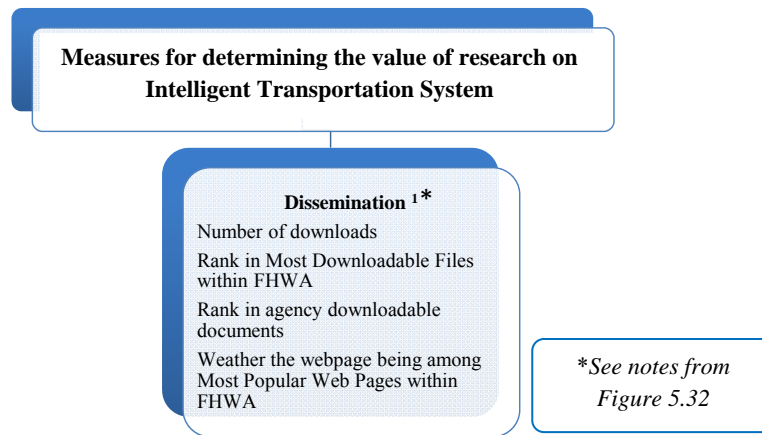 Measures for determining the value of research on
Intelligent Transportation System
Dissemination ¹*
Number of downloads
Rank in Most Downloadable Files
within FHWA
Rank in agency downloadable
documents
Weather the webpage being among
Most Popular Web Pages within
FHWA
*See notes from
Figure 5.32